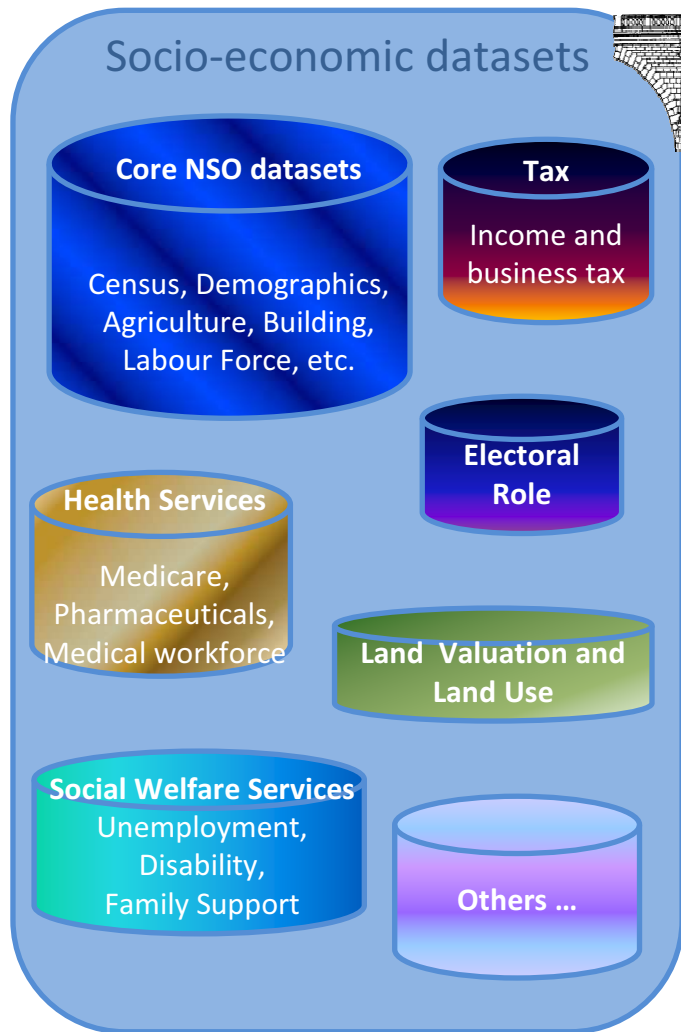 Socio-economic datasets
Core NSO datasets
Census, Demographics,
Agriculture, Building,
Labour Force, etc.
Tax
Income and
business tax
Electoral
Role
Health Services
Medicare,
Pharmaceuticals,
Medical workforce
Land Valuation and
Land Use
Social Welfare Services
Unemployment,
Disability,
Family Support
Others ...